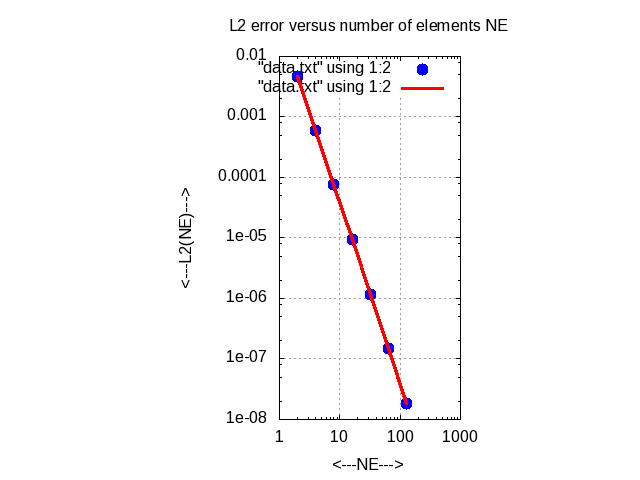 L2 error versus number of elements NE
0.01
"data.txt" using 1:2
"data.txt" using 1:2
0.001
0.0001
<---L2(NE)--->
1e-05
1e-06
1e-07
1e-08
1 10 100 1000
<---NE--->